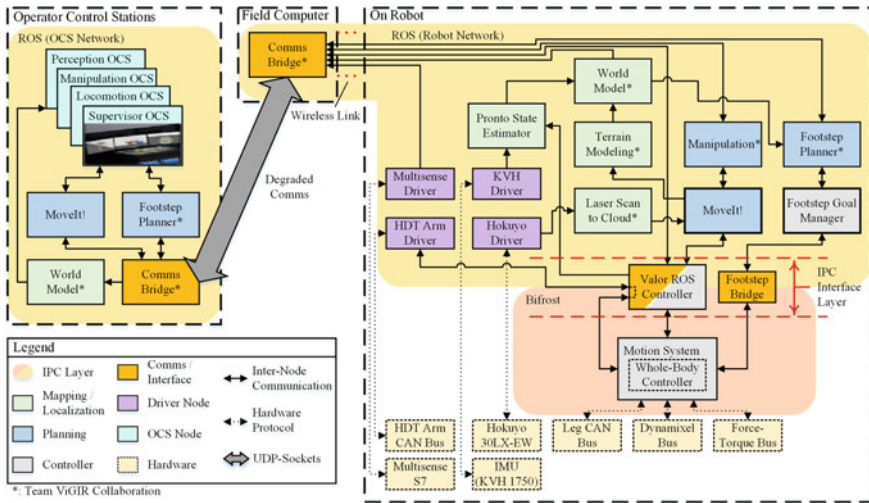 Operator Control Stations
ROS (OCS Network)
Perception OCS
Manipulation OCS
Locomotion OCS
Supervisor OCS
MoveIt!
Footstep
Planner*
World
Model*
Comms
Bridge*
Field Computer
Comms
Bridge*
Wireless Link
Degraded
Comms
On Robot
ROS (Robot Network)
World
Model*
Pronto State
Estimator
Terrain
Modeling*
Manipulation*
Footstep
Planner*
Multisense
Driver
KVH
Driver
HDT Arm
Driver
Hokuyo
Driver
Laser Scan
to Cloud*
MoveIt!
Footstep Goal
Manager
Valor ROS
Controller
Footstep
Bridge
IPC
Interface
Layer
Bifrost
Motion System
Whole-Body
Controller
HDT Arm
CAN Bus
Hokuyo
30LX-EW
Leg CAN
Bus
Dynamixel
Bus
Force-
Torque Bus
Multisense
S7
IMU
(KVH 1750)
Legend
IPC Layer
Comms /
Interface
Inter-Node
Communication
Mapping /
Localization
Driver Node
Hardware
Protocol
Planning
OCS Node
Controller
Hardware
UDP-Sockets
*: Team ViGIR Collaboration